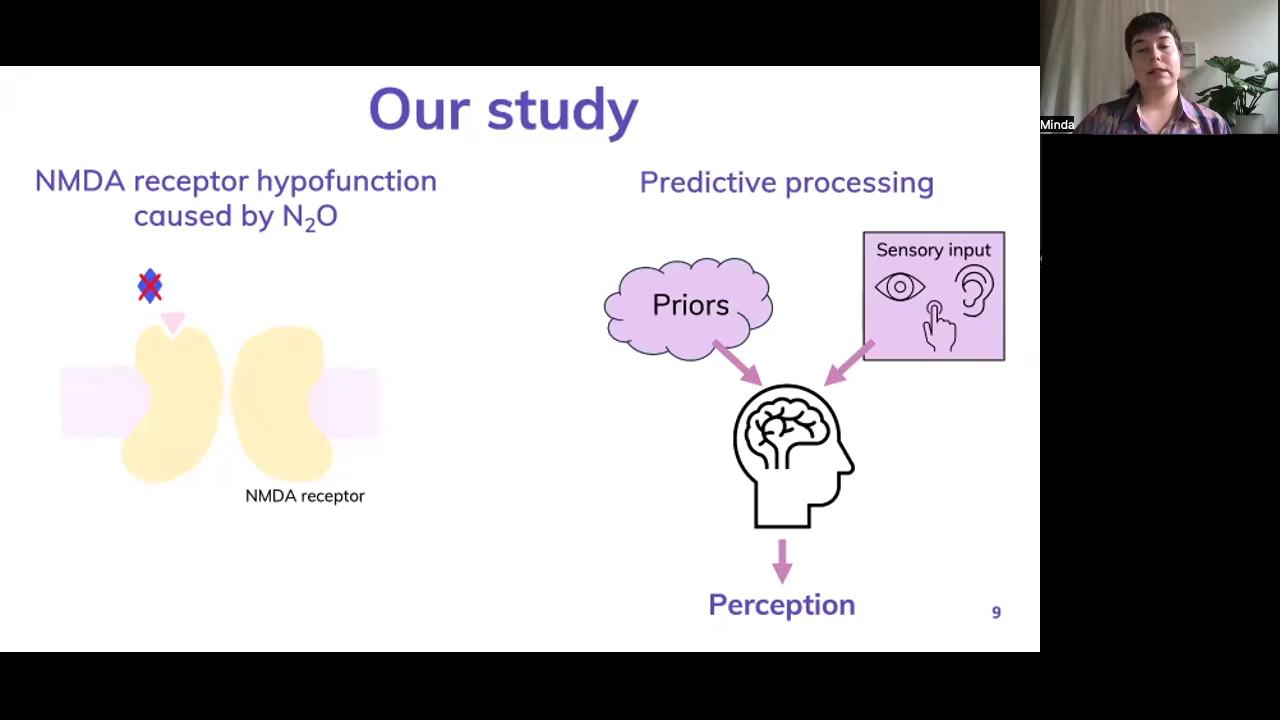 Our study
NMDA receptor hypofunction
caused by N₂O
NMDA receptor
Predictive processing
Priors
Sensory input
Perception
9
Minda